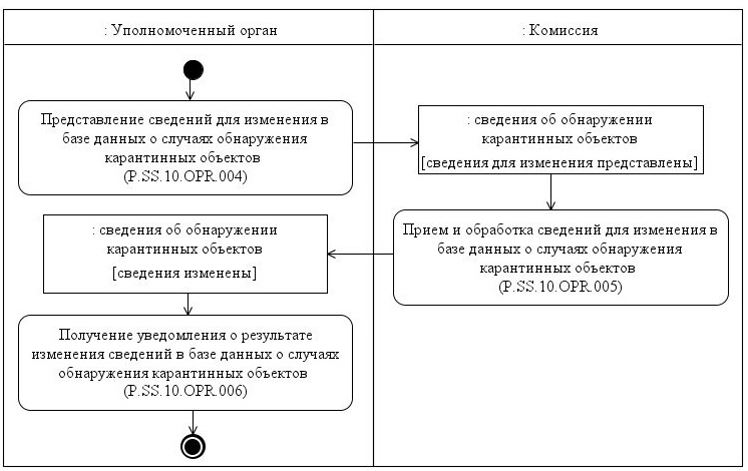 : Уполномоченный орган
: Комиссия
Представление сведений для изменения в
базе данных о случаях обнаружения
карантинных объектов
(P.SS.10.OPR.004)
: сведения об обнаружении
карантинных объектов
[сведения для изменения представлены]
Прием и обработка сведений для изменения в
базе данных о случаях обнаружения
карантинных объектов
(P.SS.10.OPR.005)
: сведения об обнаружении
карантинных объектов
[сведения изменены]
Получение уведомления о результате
изменения сведений в базе данных о случаях
обнаружения карантинных объектов
(P.SS.10.OPR.006)